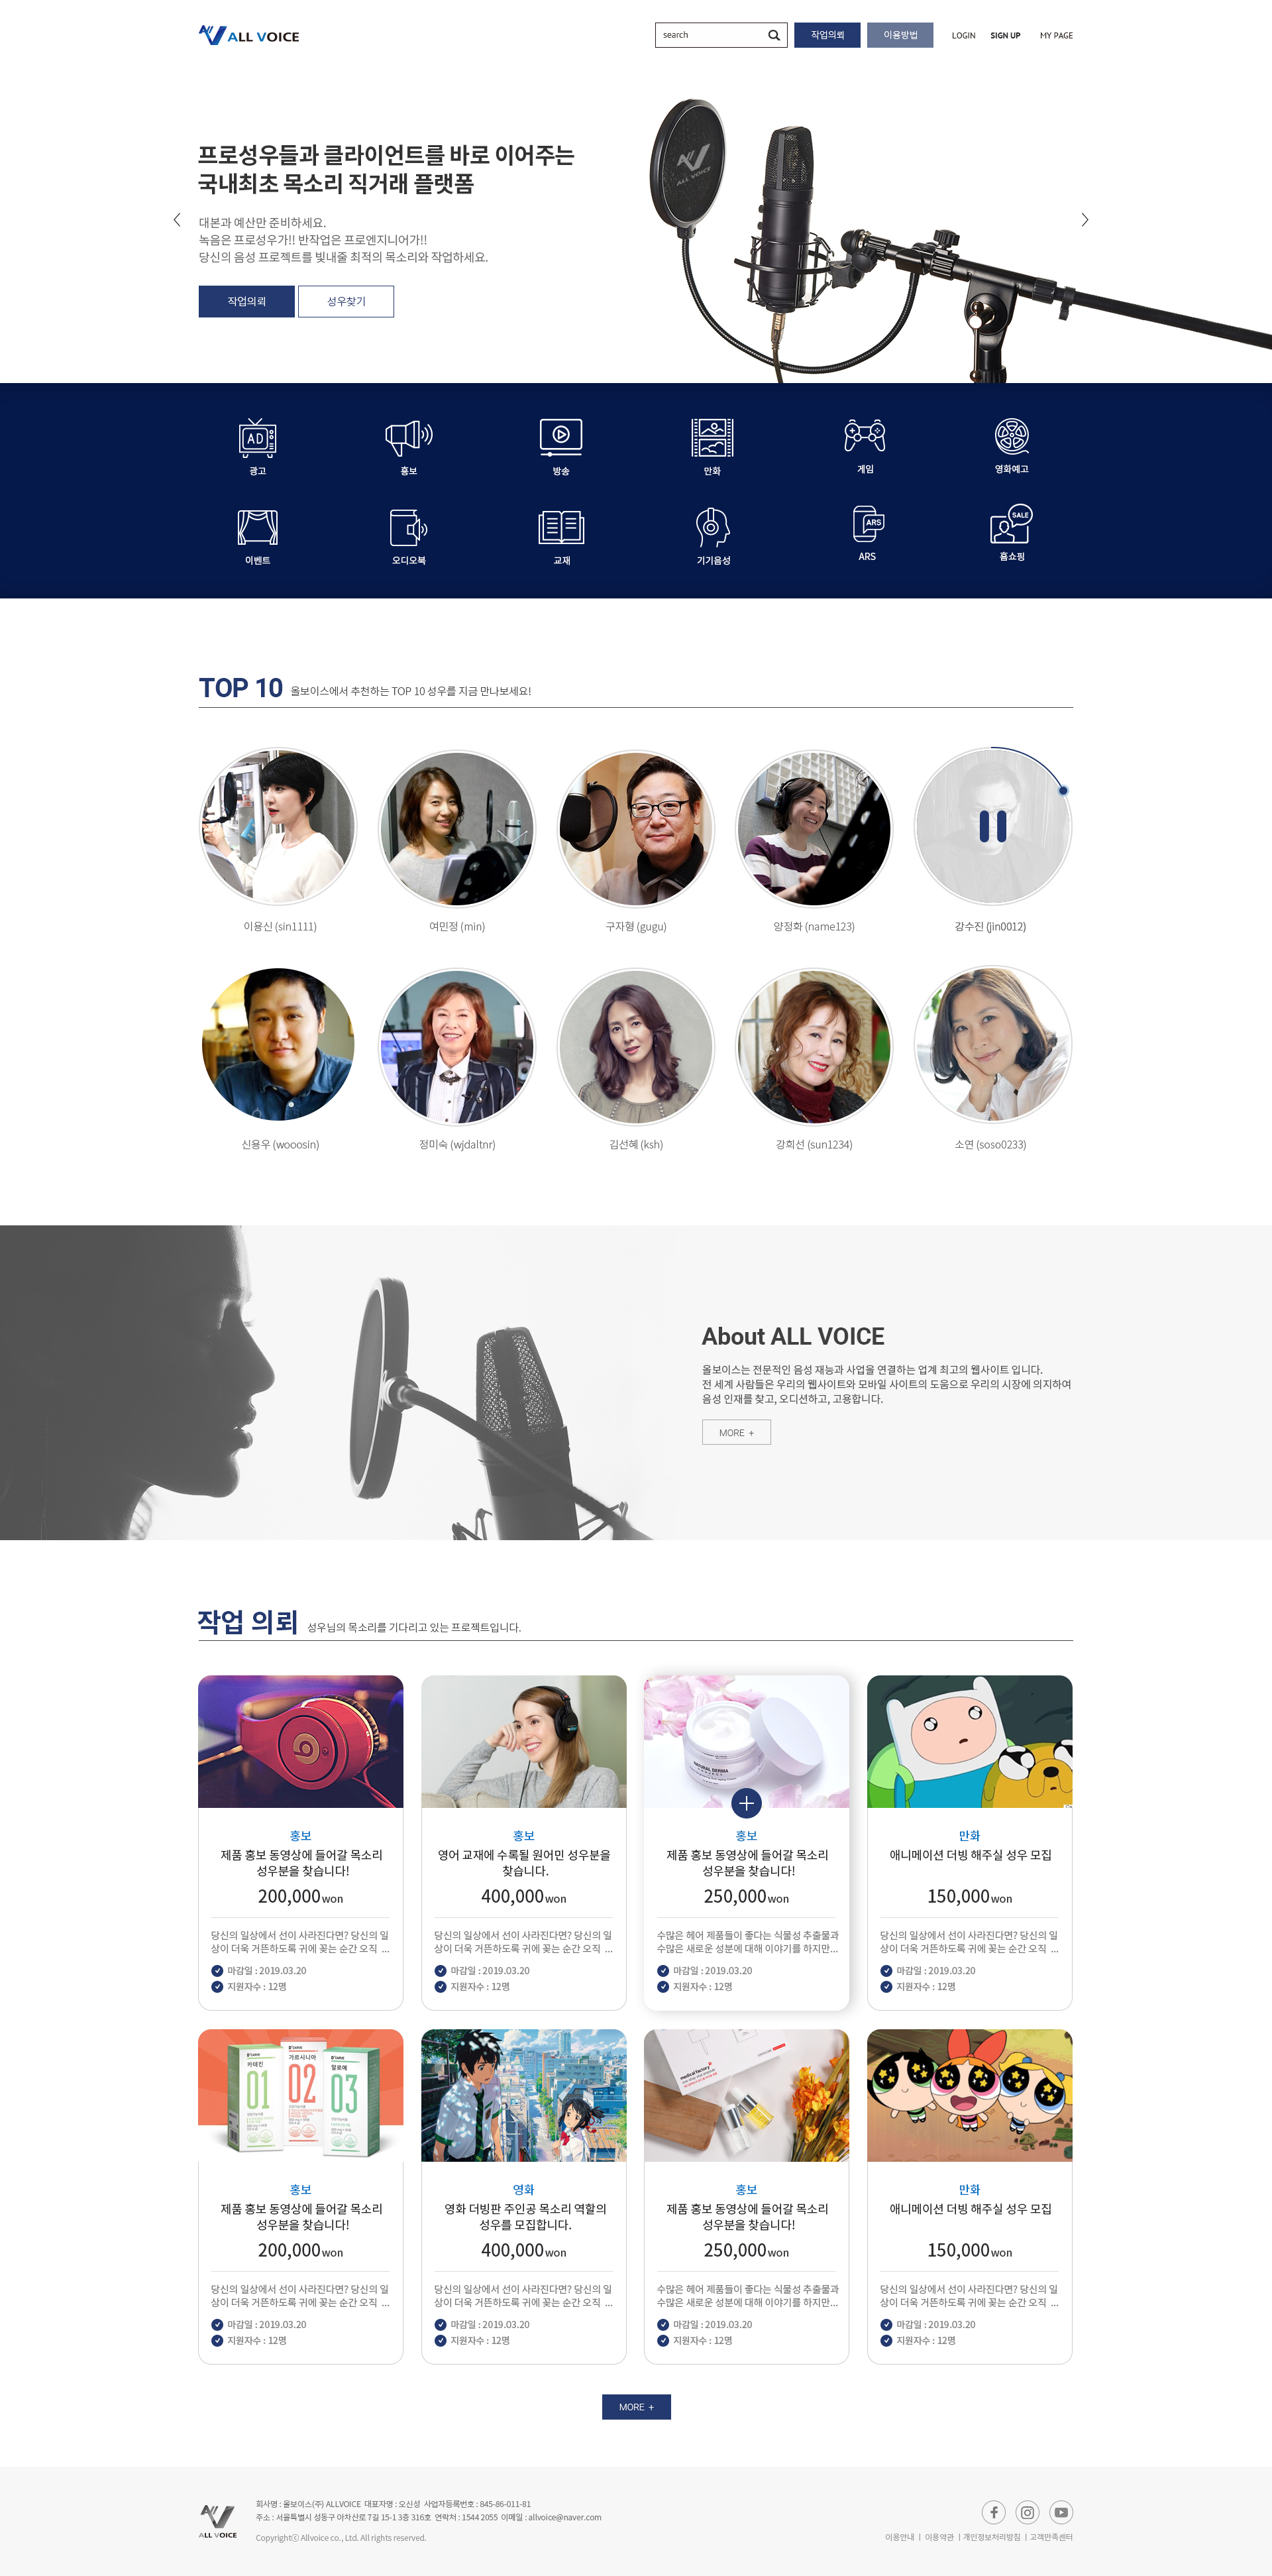 ALL VOICE
search
작업의뢰
이용방법
LOGIN
SIGN UP
MY PAGE
프로성우들과 클라이언트를 바로 이어주는
국내최초 목소리 직거래 플랫폼
대본과 예산만 준비하세요.
녹음은 프로성우가!! 반작업은 프로엔지니어가!!
당신의 음성 프로젝트를 빛내줄 최적의 목소리와 작업하세요.
작업의뢰
성우찾기
ALL VOICE
AD
광고
홍보
방송
만화
게임
영화예고
이벤트
오디오북
교재
기기음성
ARS
ARS
SALE
홈쇼핑
TOP 10 올보이스에서 추천하는 TOP 10 성우를 지금 만나보세요!
이용신 (sin1111)
여민정 (min)
구자형 (gugu)
양정화 (name123)
강수진 (jin0012)
신용우 (wooosin)
정미숙 (wjdaltnr)
김선혜 (ksh)
강희선 (sun1234)
소연 (soso0233)
About ALL VOICE
올보이스는 전문적인 음성 재능과 사업을 연결하는 업계 최고의 웹사이트 입니다.
전 세계 사람들은 우리의 웹사이트와 모바일 사이트의 도움으로 우리의 시장에 의지하여
음성 인재를 찾고, 오디션하고, 고용합니다.
MORE +
작업 의뢰 성우님의 목소리를 기다리고 있는 프로젝트입니다.
홍보
제품 홍보 동영상에 들어갈 목소리
성우분을 찾습니다!
200,000won
당신의 일상에서 선이 사라진다면? 당신의 일
상이 더욱 거뜬하도록 귀에 꽂는 순간 오직 ...
마감일 : 2019.03.20
지원자수 : 12명
홍보
영어 교재에 수록될 원어민 성우분을
찾습니다.
400,000won
당신의 일상에서 선이 사라진다면? 당신의 일
상이 더욱 거뜬하도록 귀에 꽂는 순간 오직 ...
마감일 : 2019.03.20
지원자수 : 12명
NATURAL DERMA
홍보
제품 홍보 동영상에 들어갈 목소리
성우분을 찾습니다!
250,000won
수많은 헤어 제품들이 좋다는 식물성 추출물과
수많은 새로운 성분에 대해 이야기를 하지만...
마감일 : 2019.03.20
지원자수 : 12명
만화
애니메이션 더빙 해주실 성우 모집
150,000won
당신의 일상에서 선이 사라진다면? 당신의 일
상이 더욱 거뜬하도록 귀에 꽂는 순간 오직 ...
마감일 : 2019.03.20
지원자수 : 12명
카테킨
01
가르시니아
02
알로에
03
홍보
제품 홍보 동영상에 들어갈 목소리
성우분을 찾습니다!
200,000won
당신의 일상에서 선이 사라진다면? 당신의 일
상이 더욱 거뜬하도록 귀에 꽂는 순간 오직 ...
마감일 : 2019.03.20
지원자수 : 12명
영화
영화 더빙판 주인공 목소리 역할의
성우를 모집합니다.
400,000won
당신의 일상에서 선이 사라진다면? 당신의 일
상이 더욱 거뜬하도록 귀에 꽂는 순간 오직 ...
마감일 : 2019.03.20
지원자수 : 12명
medical factory
홍보
제품 홍보 동영상에 들어갈 목소리
성우분을 찾습니다!
250,000won
수많은 헤어 제품들이 좋다는 식물성 추출물과
수많은 새로운 성분에 대해 이야기를 하지만...
마감일 : 2019.03.20
지원자수 : 12명
만화
애니메이션 더빙 해주실 성우 모집
150,000won
당신의 일상에서 선이 사라진다면? 당신의 일
상이 더욱 거뜬하도록 귀에 꽂는 순간 오직 ...
마감일 : 2019.03.20
지원자수 : 12명
MORE +
ALL VOICE
회사명 : 올보이스(주) ALLVOICE 대표자명 : 오신성 사업자등록번호 : 845-86-011-81
주소 : 서울특별시 성동구 아차산로 7길 15-1 3층 316호 연락처 : 1544 2055 이메일 : allvoice@naver.com
Copyrightⓒ Allvoice co., Ltd. All rights reserved.
이용안내 | 이용약관 | 개인정보처리방침 | 고객만족센터